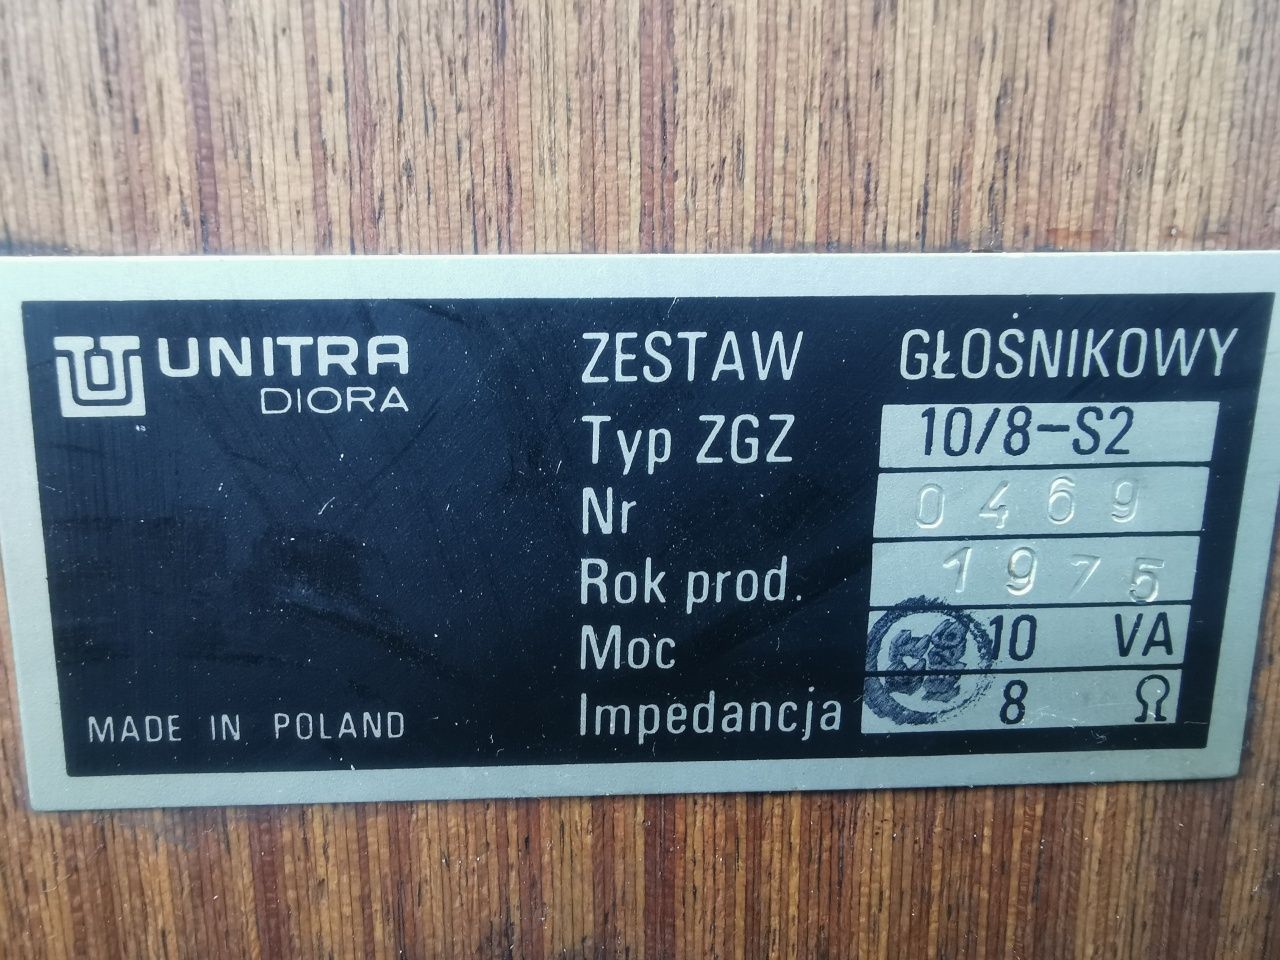 UNITRA
DIORA
ZESTAW GŁOŚNIKOWY
Typ ZGZ 10/8-S2
Nr 0469
Rok prod. 1975
Moc 10 VA
Impedancja 8 Ω
MADE IN POLAND